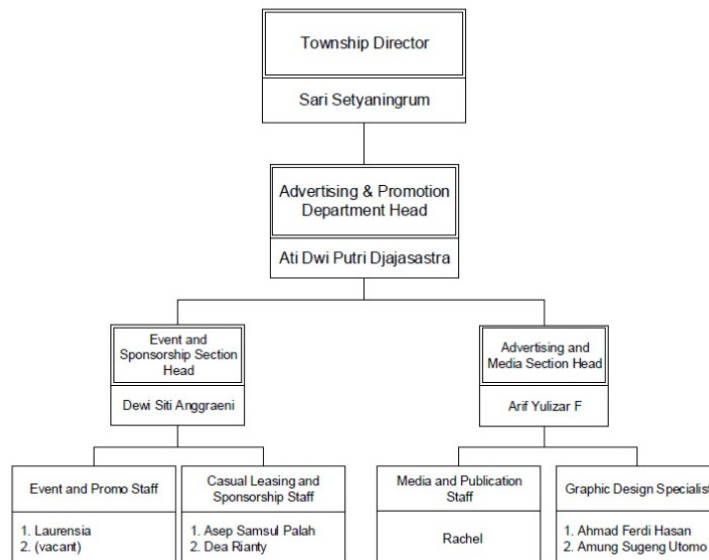 Township Director
Sari Setyaningrum
Advertising & Promotion
Department Head
Ati Dwi Putri Djajasastra
Event and
Sponsorship Section
Head
Dewi Siti Anggraeni
Advertising and
Media Section Head
Arif Yulizar F
Event and Promo Staff
1. Laurensia
2. (vacant)
Casual Leasing and
Sponsorship Staff
1. Asep Samsul Palah
2. Dea Rianty
Media and Publication
Staff
Rachel
Graphic Design Specialist
1. Ahmad Ferdi Hasan
2. Amung Sugeng Utomo